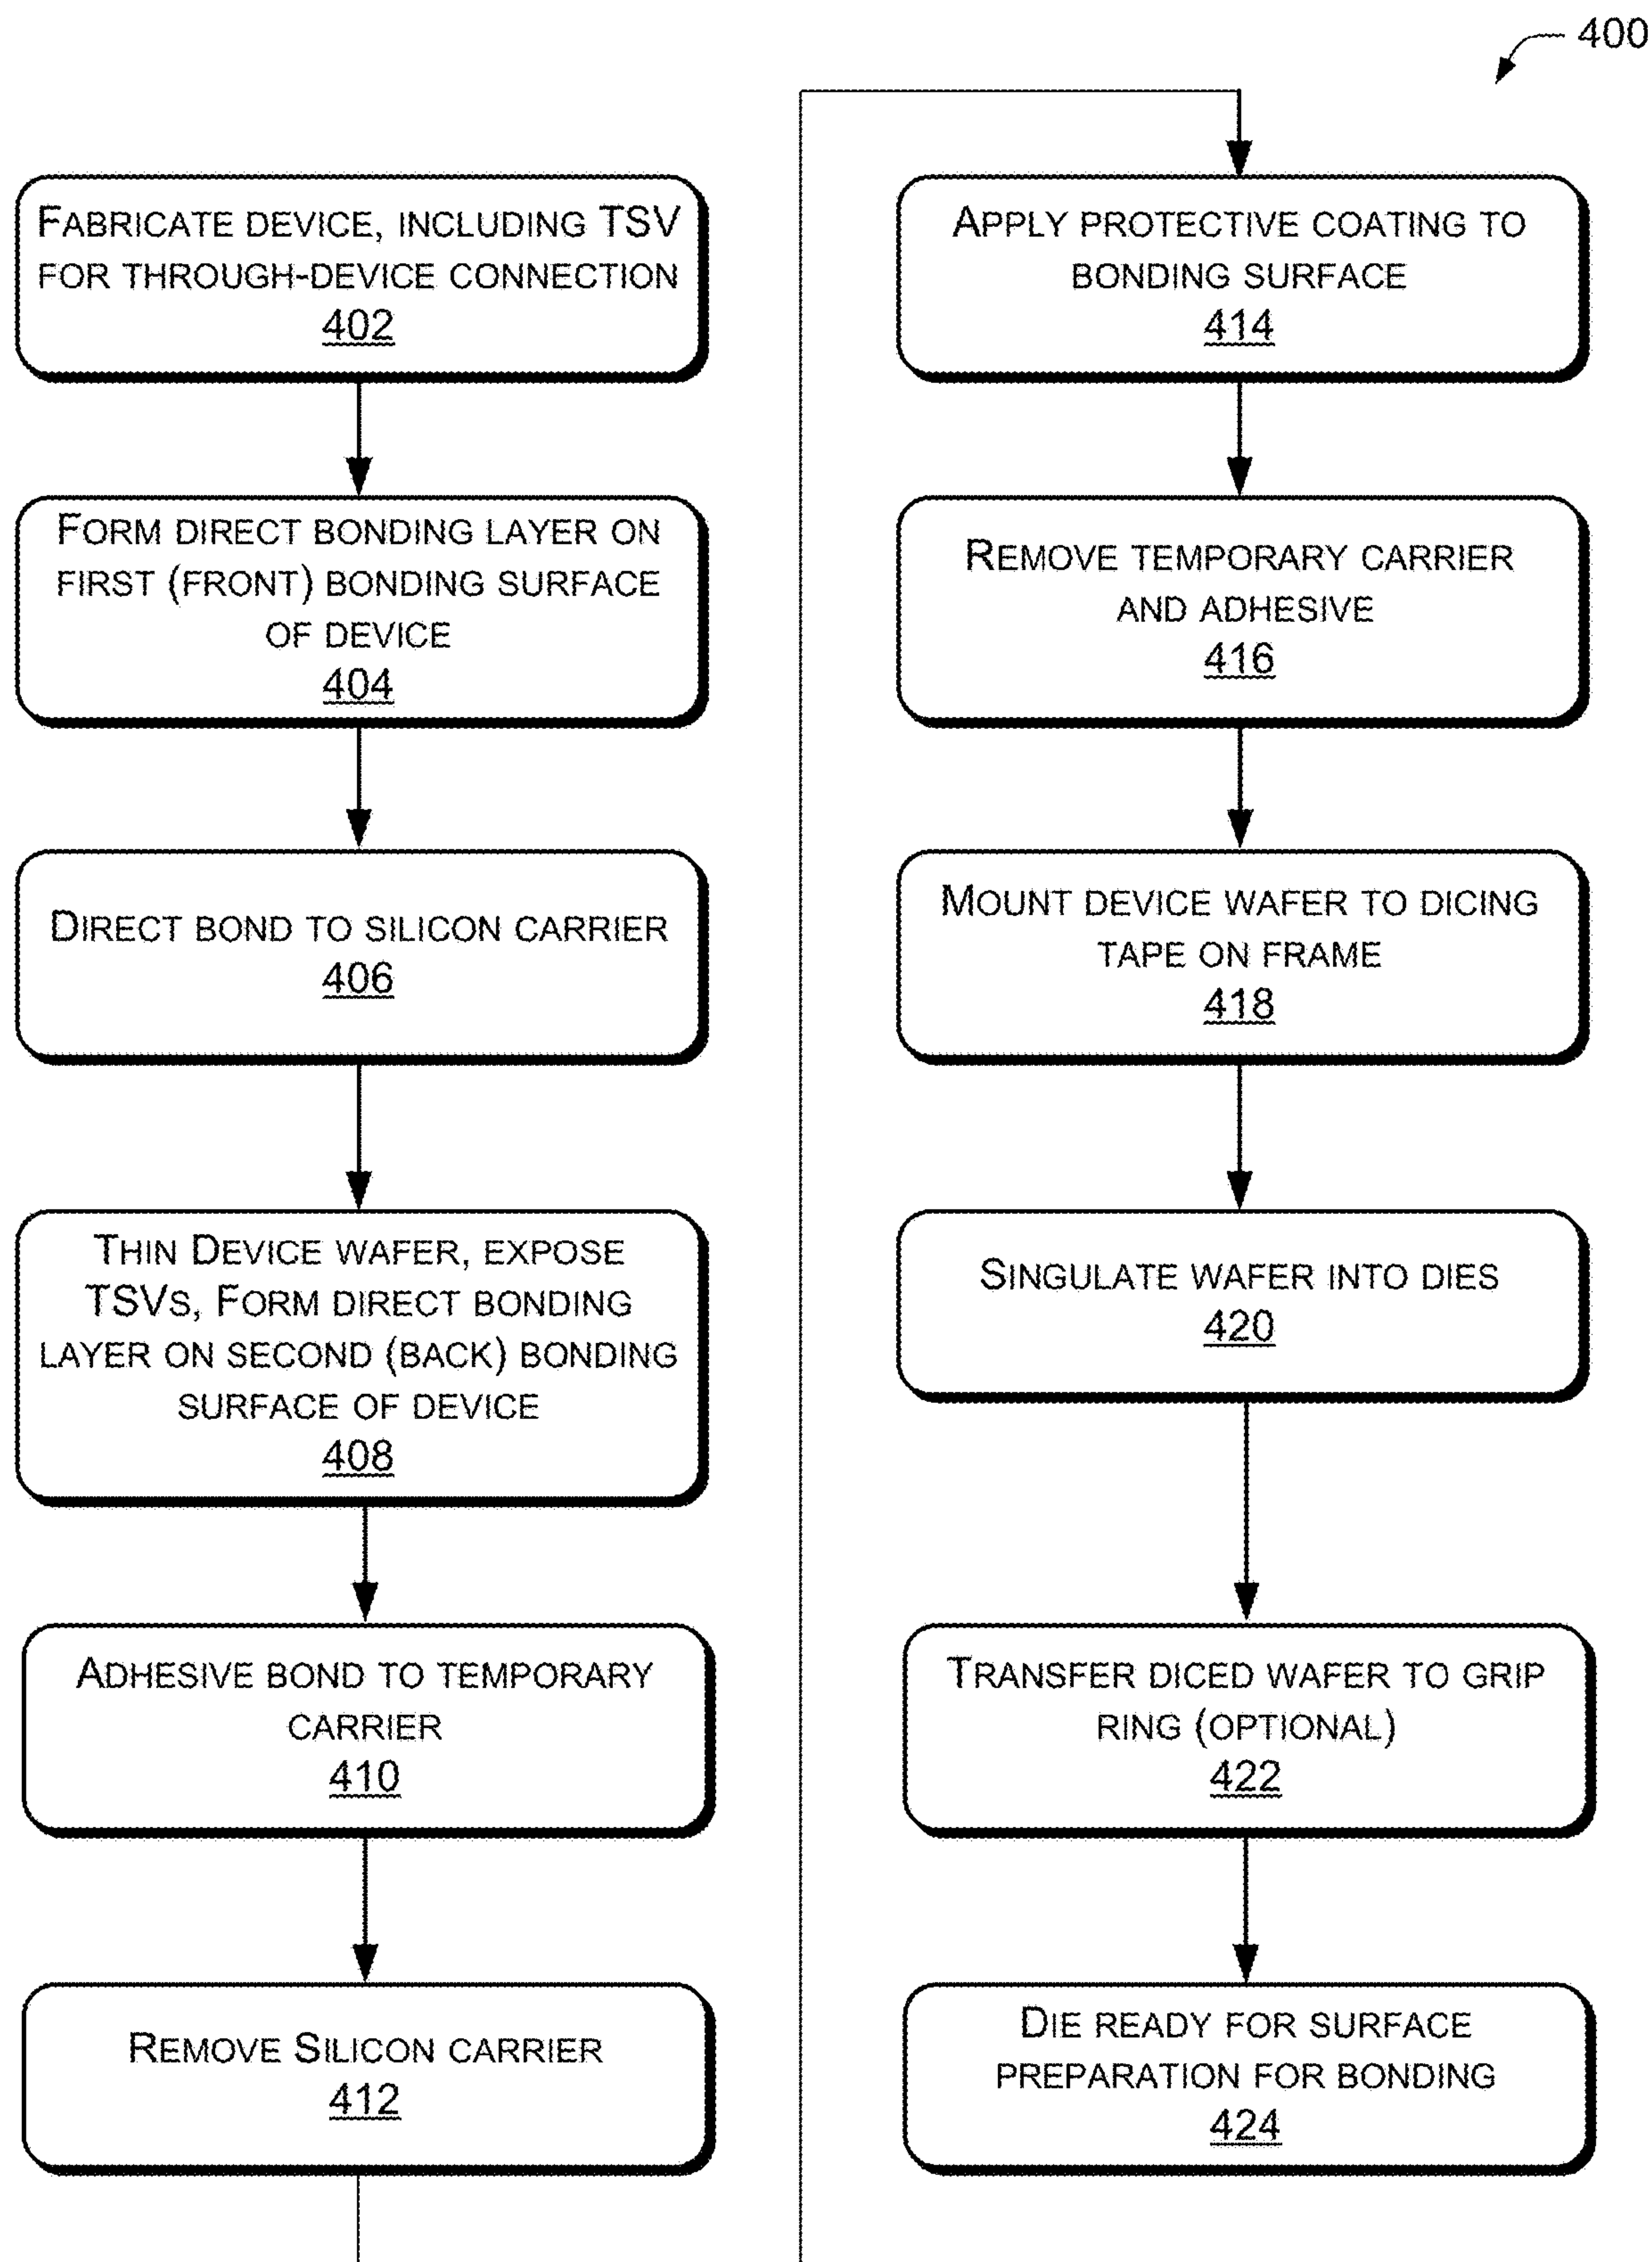 400
FABRICATE DEVICE, INCLUDING TSV
FOR THROUGH-DEVICE CONNECTION
402
FORM DIRECT BONDING LAYER ON
FIRST (FRONT) BONDING SURFACE
OF DEVICE
404
DIRECT BOND TO SILICON CARRIER
406
THIN DEVICE WAFER, EXPOSE
TSVS, FORM DIRECT BONDING
LAYER ON SECOND (BACK) BONDING
SURFACE OF DEVICE
408
ADHESIVE BOND TO TEMPORARY
CARRIER
410
REMOVE SILICON CARRIER
412
APPLY PROTECTIVE COATING TO
BONDING SURFACE
414
REMOVE TEMPORARY CARRIER
AND ADHESIVE
416
MOUNT DEVICE WAFER TO DICING
TAPE ON FRAME
418
SINGULATE WAFER INTO DIES
420
TRANSFER DICED WAFER TO GRIP
RING (OPTIONAL)
422
DIE READY FOR SURFACE
PREPARATION FOR BONDING
424